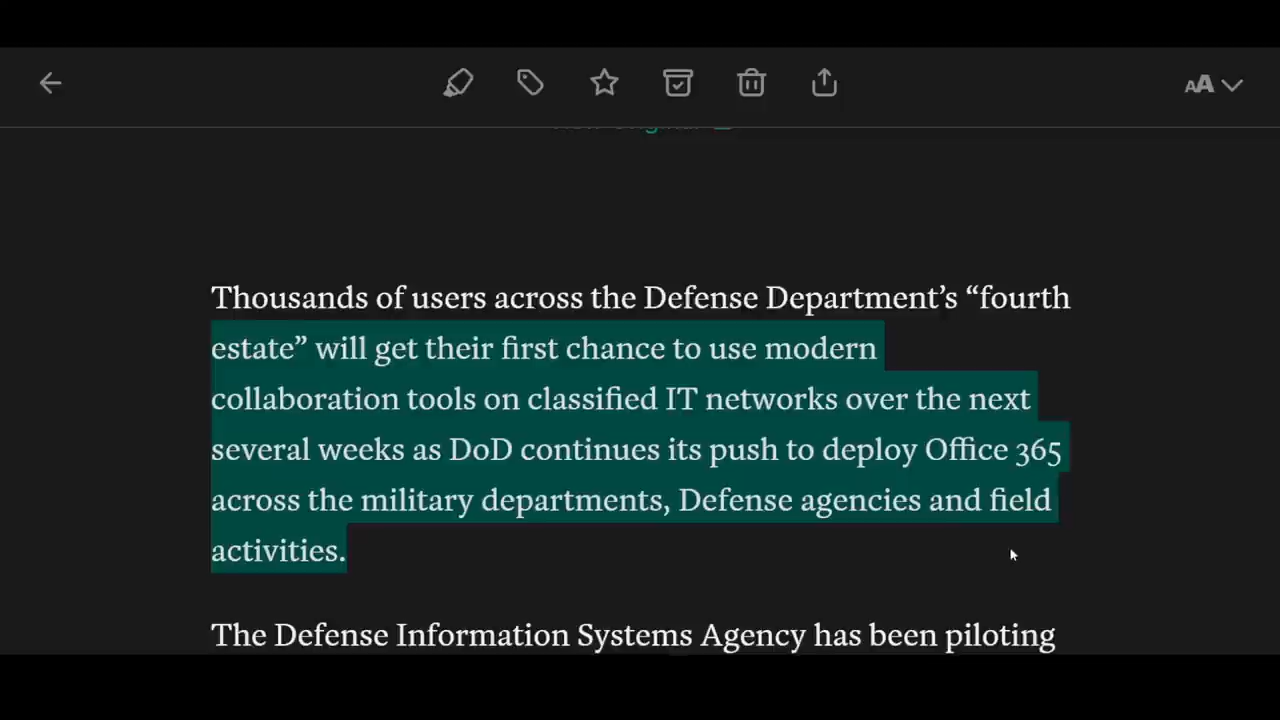 AA
Thousands of users across the Defense Department’s “fourth
estate” will get their first chance to use modern
collaboration tools on classified IT networks over the next
several weeks as DoD continues its push to deploy Office 365
across the military departments, Defense agencies and field
activities.
The Defense Information Systems Agency has been piloting